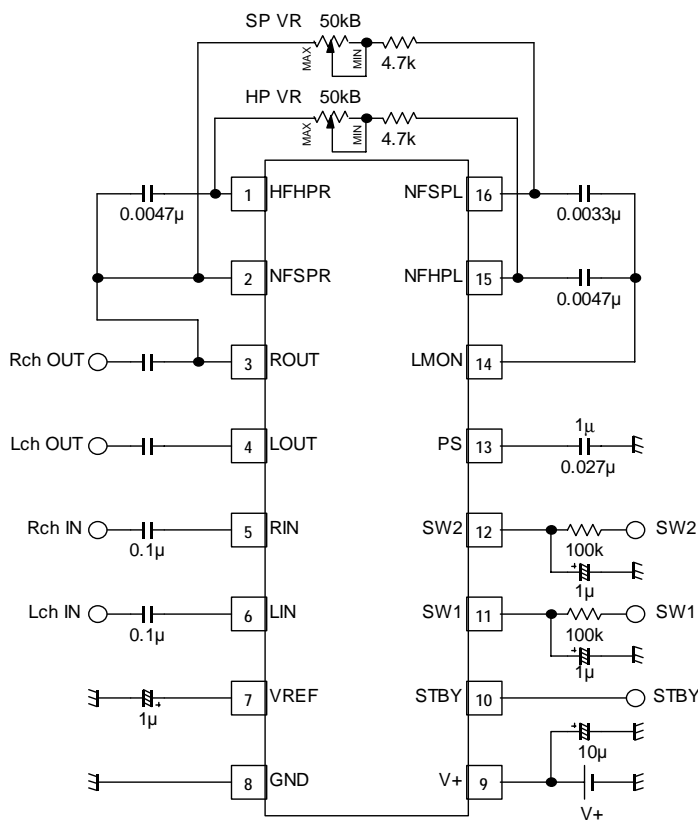 SP VR 50kB
MAX
MIN
4.7k
HP VR 50kB
MAX
MIN
4.7k
1 HFHPR
NFSPL 16
0.0047µ
0.0033µ
2 NFSPR
NFHPL 15
0.0047µ
Rch OUT
3 ROUT
LMON 14
Lch OUT
4 LOUT
PS 13
1µ
0.027µ
Rch IN
0.1µ
5 RIN
SW2 12
100k
SW2
1µ
Lch IN
0.1µ
6 LIN
SW1 11
100k
SW1
1µ
1µ
+
7 VREF
STBY 10
STBY
8 GND
V+ 9
+
10µ
V+